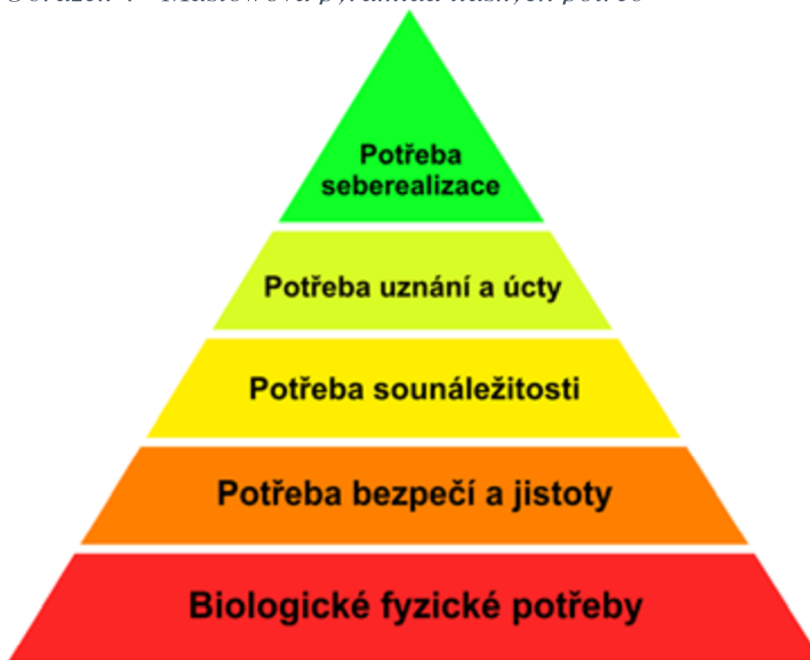 Potřeba
seberealizace
Potřeba uznání a úcty
Potřeba sounáležitosti
Potřeba bezpečí a jistoty
Biologické fyzické potřeby